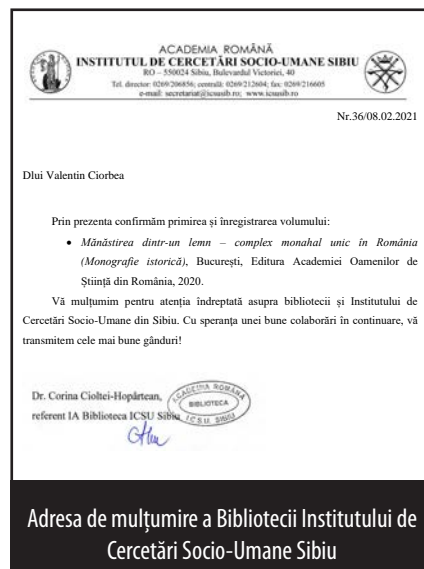 ACADEMIA ROMÂNĂ
INSTITUTUL DE CERCETĂRI SOCIO-UMANE SIBIU
RO – 550024 Sibiu, Bulevardul Victoriei, 40
Tel. director: 0269/206856; centrală: 0269/212604; fax: 0269/216605
e-mail: secretariat@icsusib.ro; www.icsusib.ro
Nr.36/08.02.2021
Dlui Valentin Ciorbea
Prin prezenta confirmăm primirea și înregistrarea volumului:
• Mănăstirea dintr-un lemn – complex monahal unic în România
(Monografie istorică), București, Editura Academiei Oamenilor de
Știință din România, 2020.
Vă mulțumim pentru atenția îndreptată asupra bibliotecii și Institutului de
Cercetări Socio-Umane din Sibiu. Cu speranța unei bune colaborări în continuare, vă
transmitem cele mai bune gânduri!
Dr. Corina Cioltei-Hopârtean,
referent IA Biblioteca ICSU Sibiu
ACADEMIA ROMÂNĂ
BIBLIOTECA
I.C.S.U. SIBIU
Adresa de mulțumire a Bibliotecii Institutului de
Cercetări Socio-Umane Sibiu